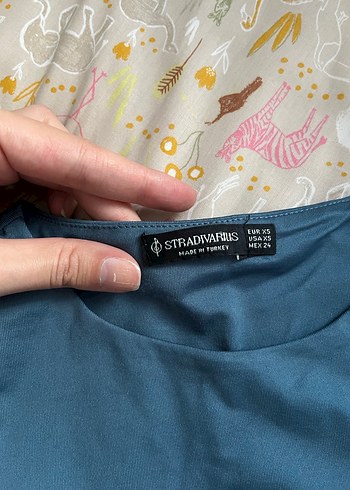 STRADIVARIUS
MADE IN TURKEY
EUR XS
USA XS
MEX 24